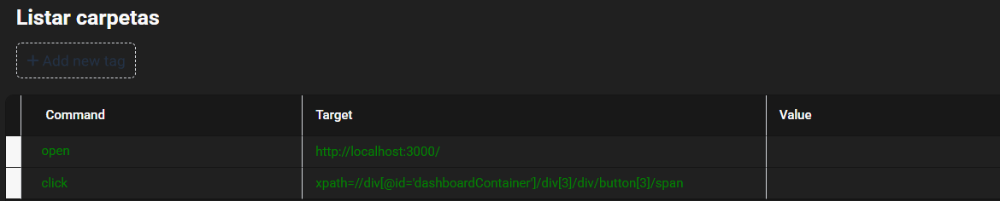 Listar carpetas
+ Add new tag
Command Target Value
open http://localhost:3000/
click xpath=//div[@id='dashboardContainer']/div[3]/div/button[3]/span